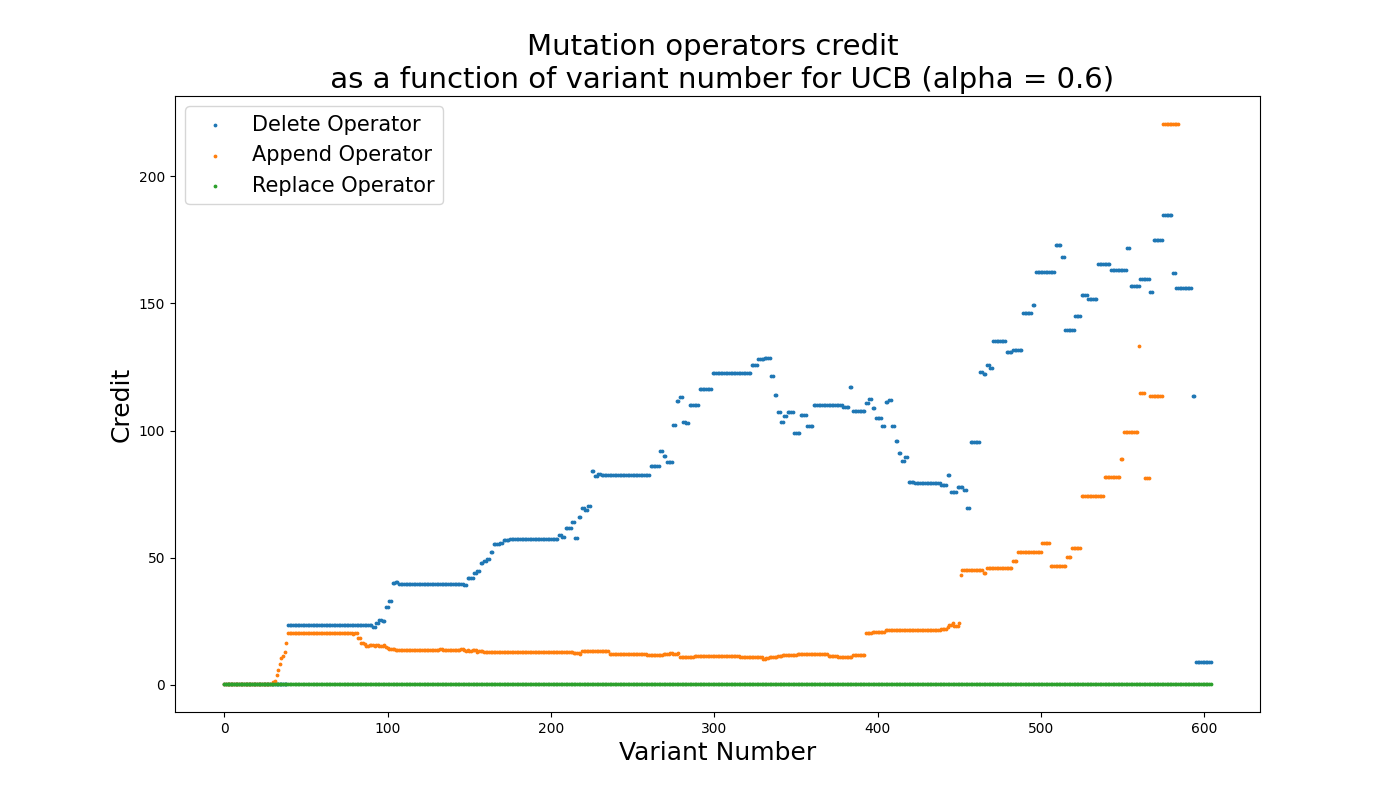 Mutation operators credit
as a function of variant number for UCB (alpha = 0.6)
Delete Operator
Append Operator
Replace Operator
200
150
100
50
0
Credit
0 100 200 300 400 500 600
Variant Number